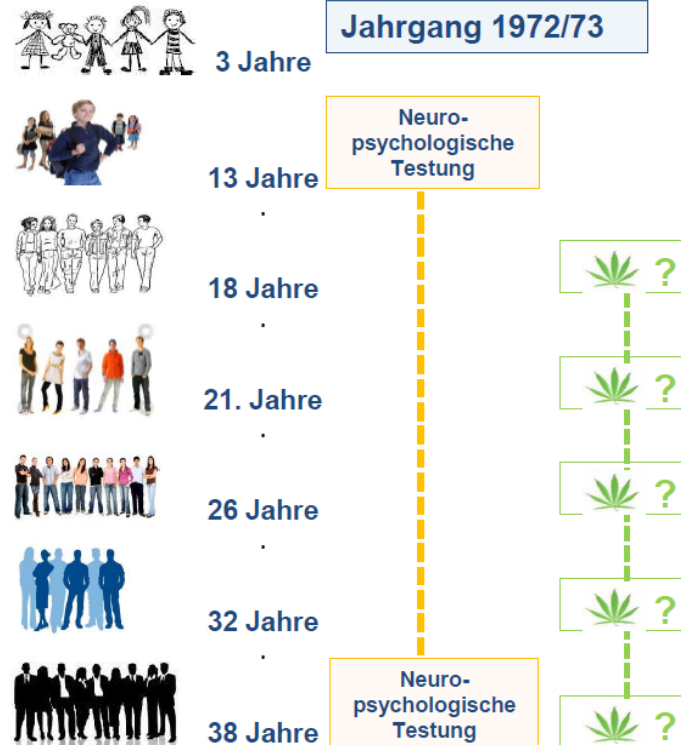 Jahrgang 1972/73
3 Jahre
Neuro-
psychologische
Testung
13 Jahre
.
18 Jahre
?
.
21. Jahre
?
.
26 Jahre
?
.
32 Jahre
?
.
Neuro-
psychologische
Testung
38 Jahre
?